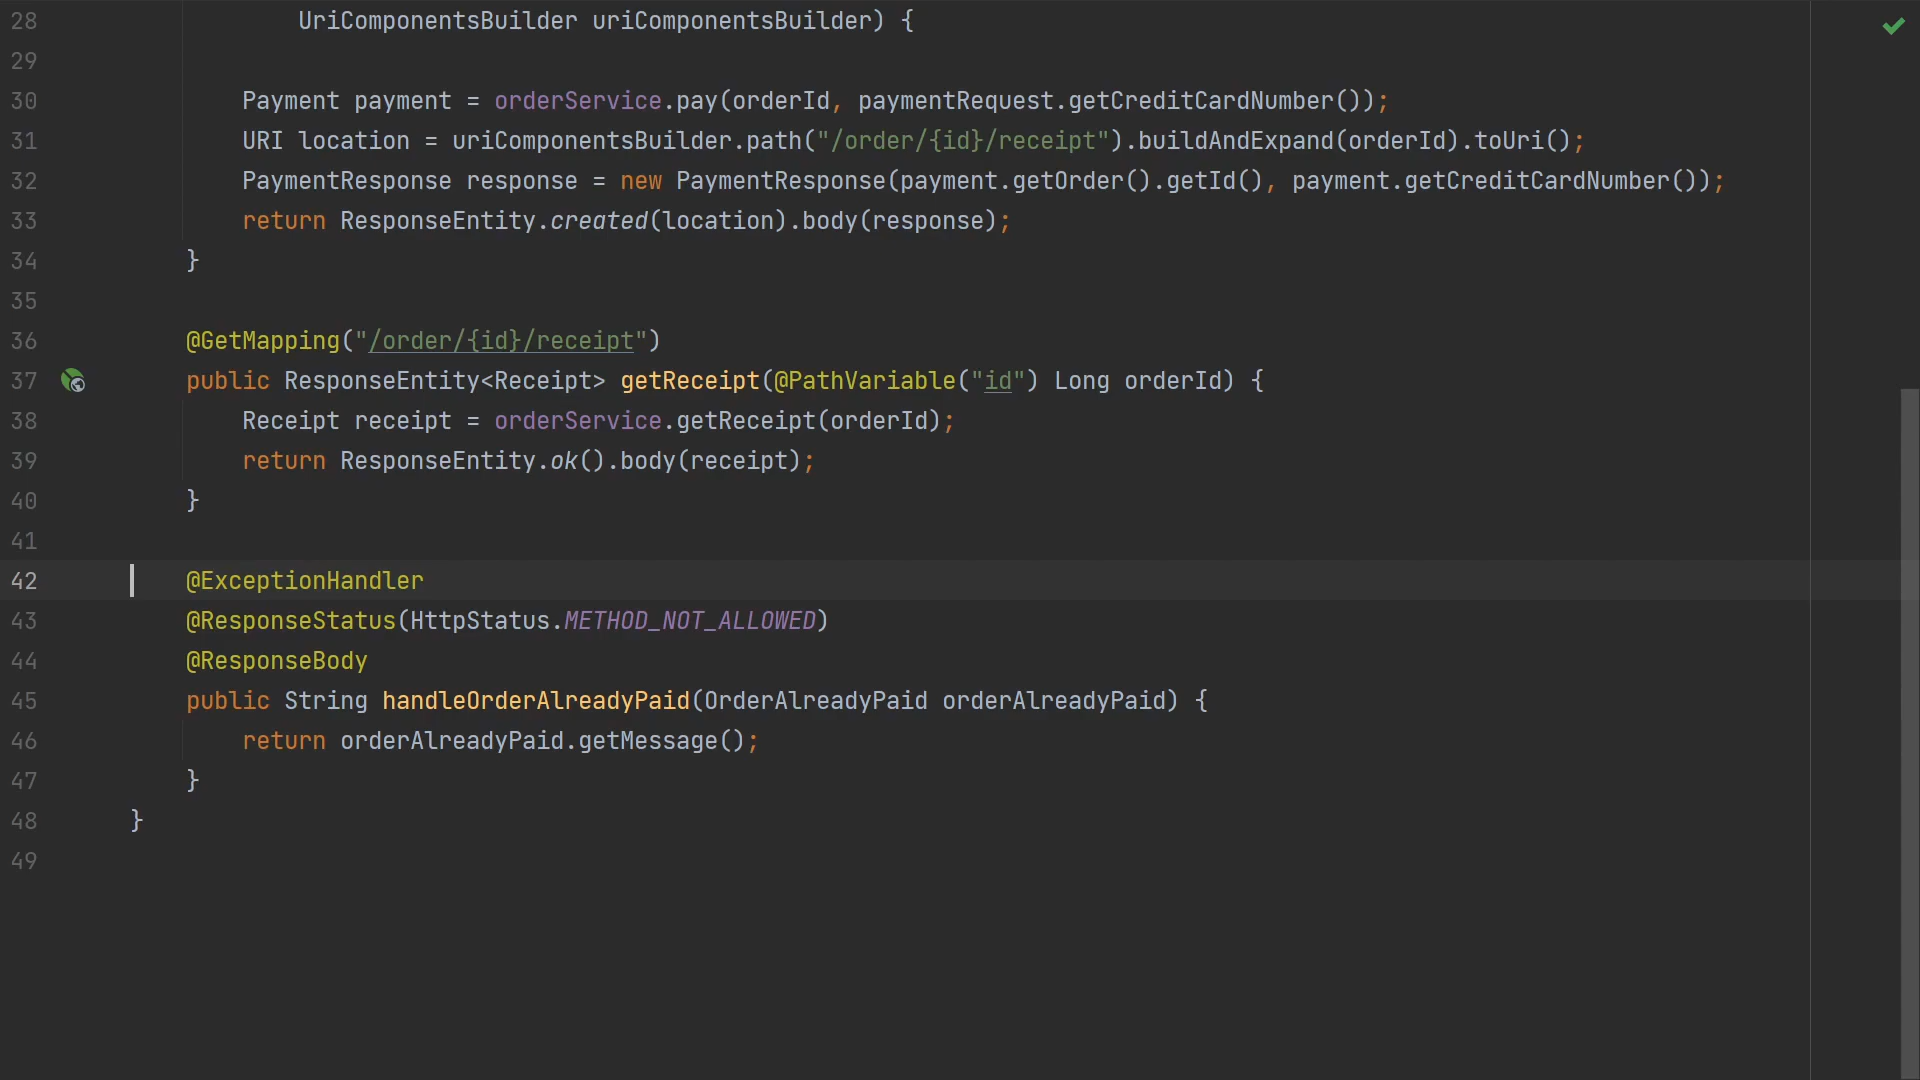 28 UriComponentsBuilder uriComponentsBuilder) {
29
30 Payment payment = orderService.pay(orderId, paymentRequest.getCreditCardNumber());
31 URI location = uriComponentsBuilder.path("/order/{id}/receipt").buildAndExpand(orderId).toUri();
32 PaymentResponse response = new PaymentResponse(payment.getOrder().getId(), payment.getCreditCardNumber());
33 return ResponseEntity.created(location).body(response);
34 }
35
36 @GetMapping("/order/{id}/receipt")
37 public ResponseEntity<Receipt> getReceipt(@PathVariable("id") Long orderId) {
38 Receipt receipt = orderService.getReceipt(orderId);
39 return ResponseEntity.ok().body(receipt);
40 }
41
42 @ExceptionHandler
43 @ResponseStatus(HttpStatus.METHOD_NOT_ALLOWED)
44 @ResponseBody
45 public String handleOrderAlreadyPaid(OrderAlreadyPaid orderAlreadyPaid) {
46 return orderAlreadyPaid.getMessage();
47 }
48 }
49